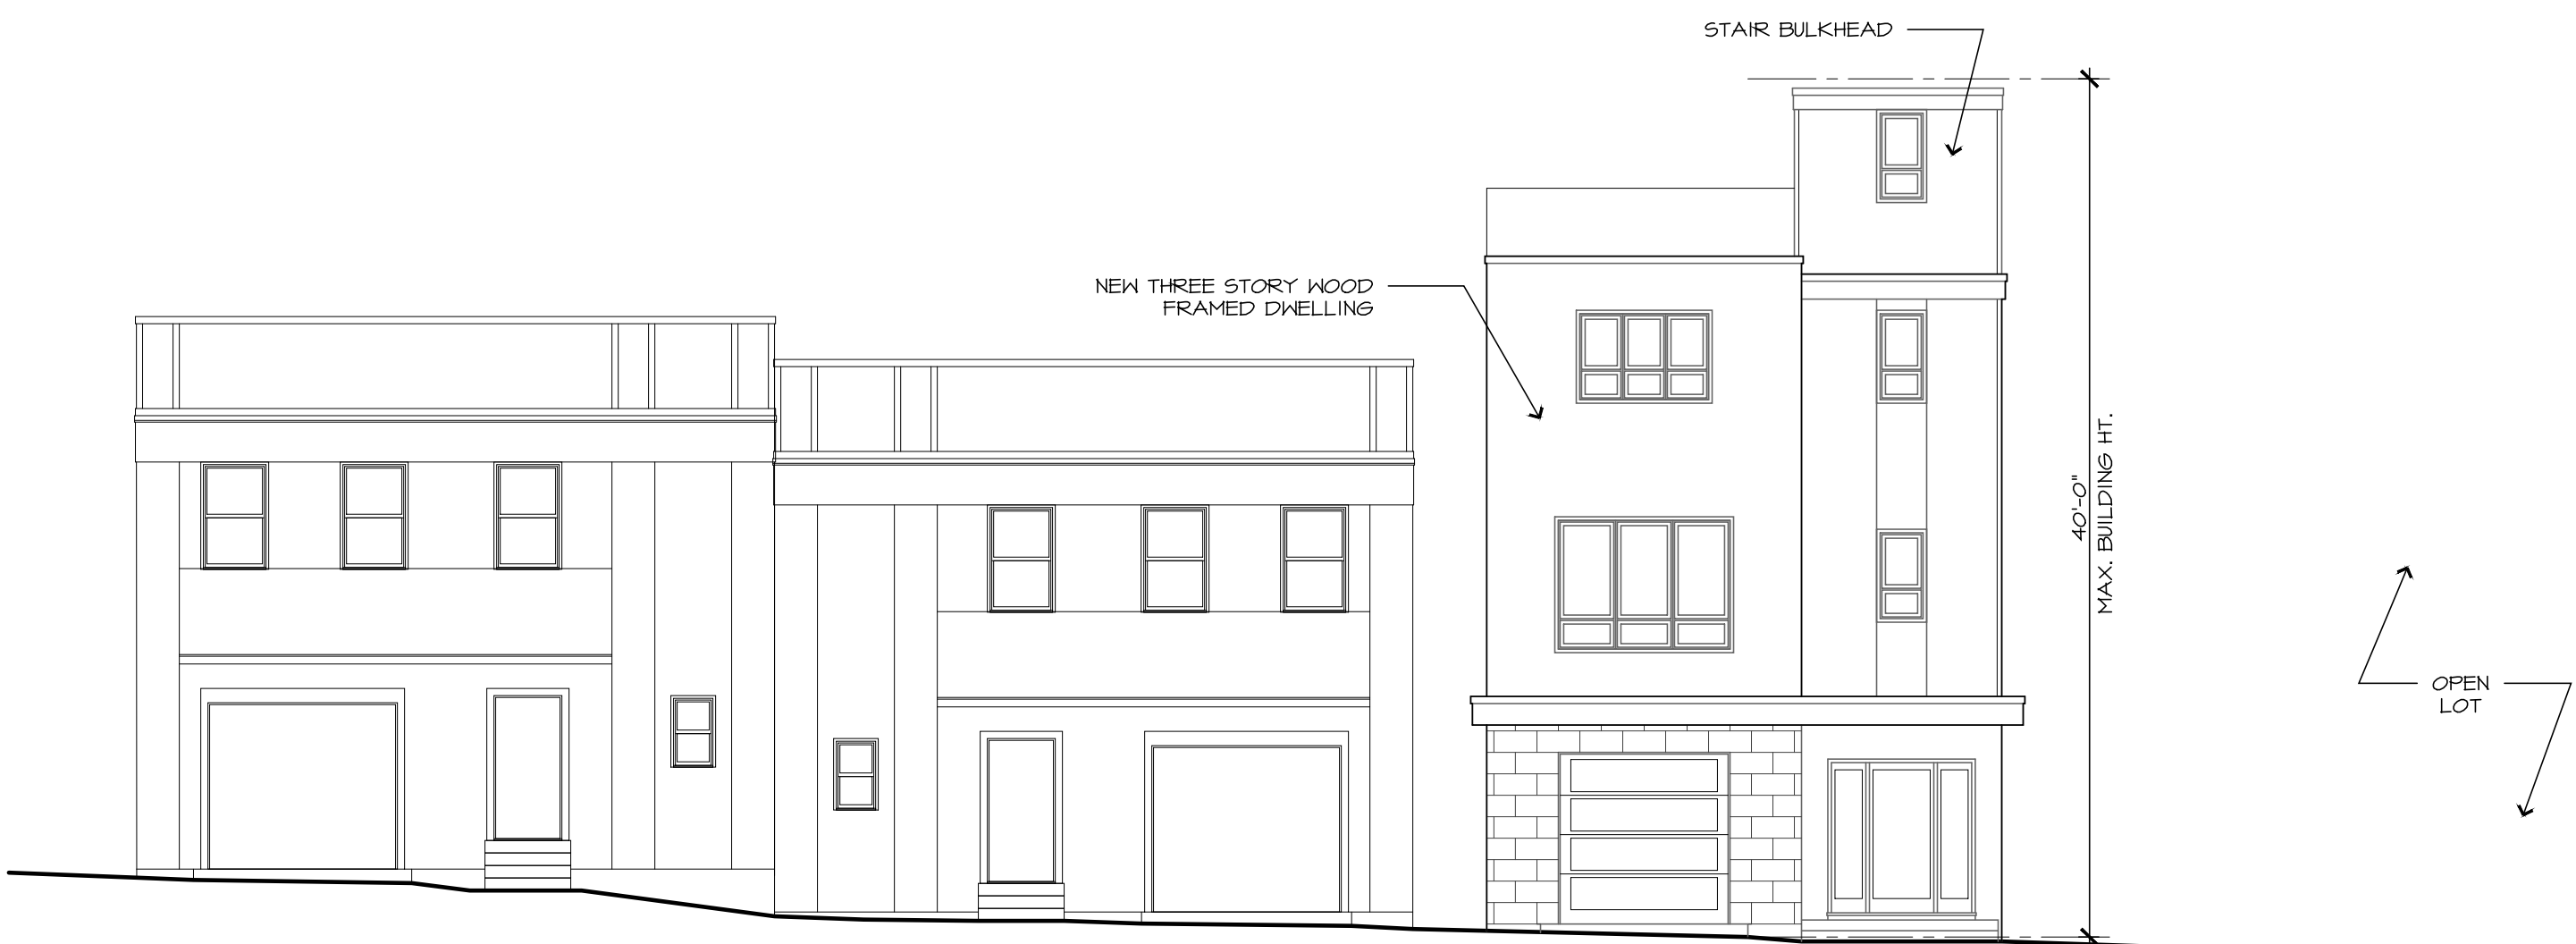 STAIR BULKHEAD
NEW THREE STORY WOOD
FRAMED DWELLING
40'-0"
MAX. BUILDING HT.
OPEN
LOT